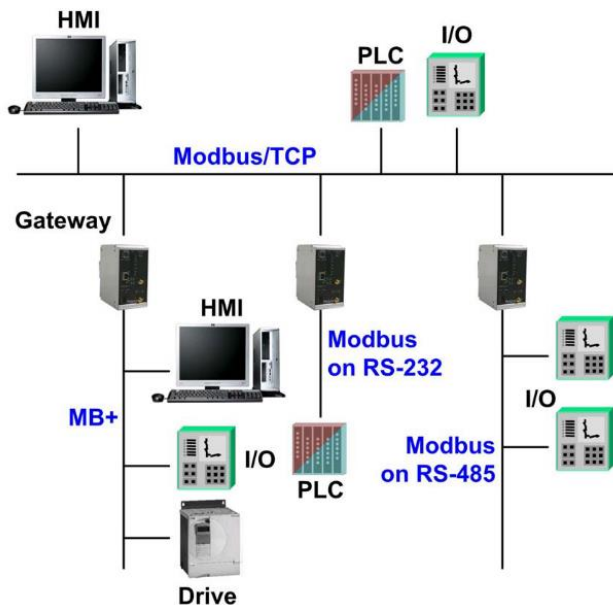 HMI
PLC
I/O
Modbus/TCP
Gateway
HMI
Modbus
on RS-232
MB+
I/O
PLC
I/O
Modbus
on RS-485
Drive